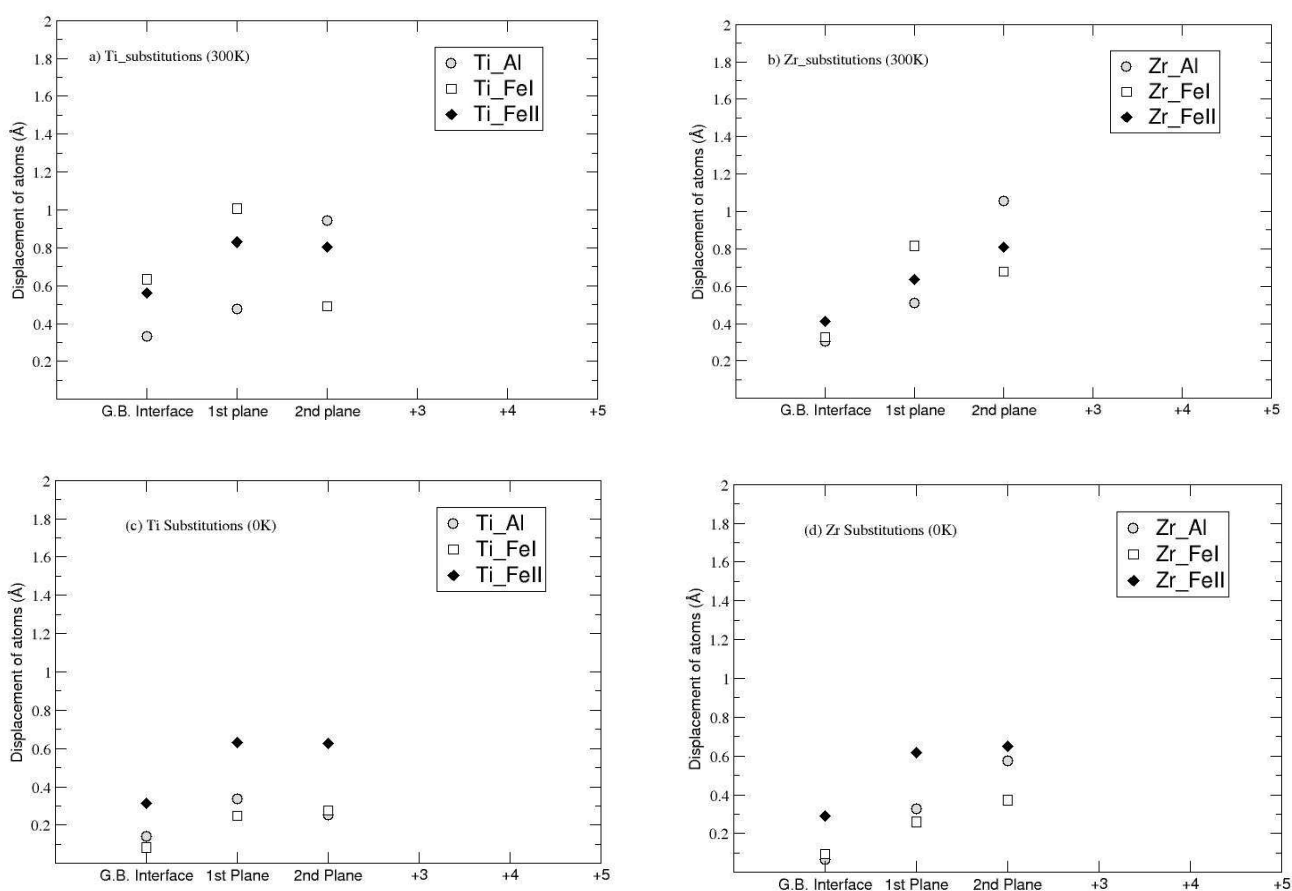 a) Ti_substitutions (300K)
Ti_Al
Ti_FeI
Ti_FeII
Displacement of atoms (Å)
2
1.8
1.6
1.4
1.2
1
0.8
0.6
0.4
0.2
G.B. Interface 1st plane 2nd plane +3 +4 +5
b) Zr_substitutions (300K)
Zr_Al
Zr_FeI
Zr_FeII
Displacement of atoms (Å)
2
1.8
1.6
1.4
1.2
1
0.8
0.6
0.4
0.2
G.B. Interface 1st plane 2nd plane +3 +4 +5
(c) Ti Substitutions (0K)
Ti_Al
Ti_FeI
Ti_FeII
Displacement of atoms (Å)
2
1.8
1.6
1.4
1.2
1
0.8
0.6
0.4
0.2
G.B. Interface 1st Plane 2nd Plane +3 +4 +5
(d) Zr Substitutions (0K)
Zr_Al
Zr_FeI
Zr_FeII
Displacement of atoms (Å)
2
1.8
1.6
1.4
1.2
1
0.8
0.6
0.4
0.2
G.B. Interface 1st Plane 2nd Plane +3 +4 +5